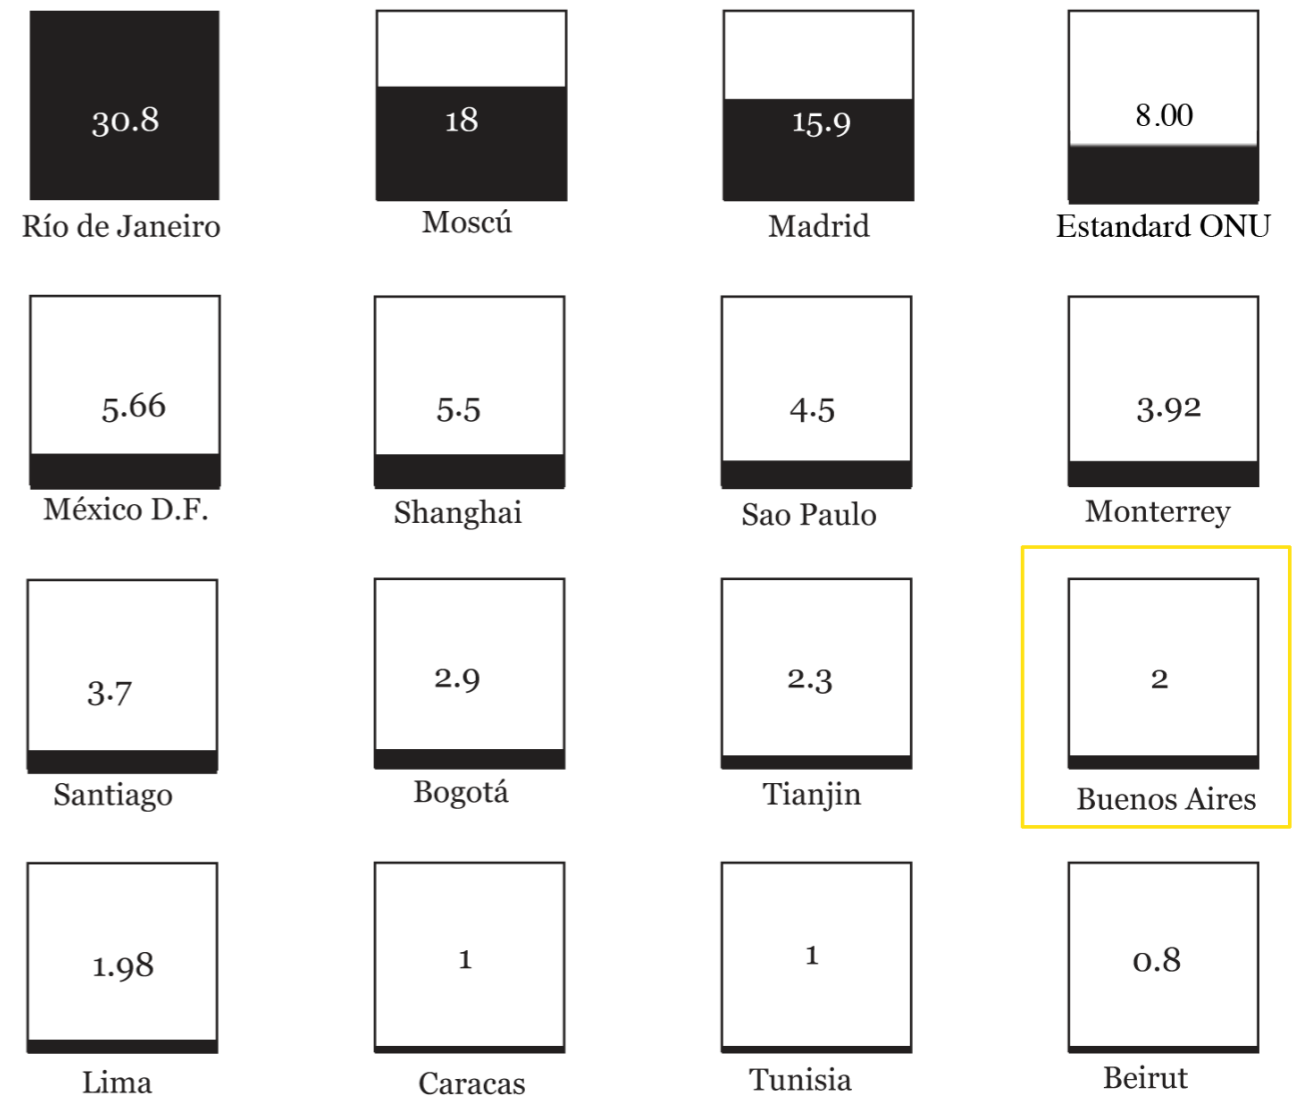 30.8
18
15.9
8.00
Río de Janeiro
Moscú
Madrid
Estandard ONU
5.66
5.5
4.5
3.92
México D.F.
Shanghai
Sao Paulo
Monterrey
3.7
2.9
2.3
2
Santiago
Bogotá
Tianjin
Buenos Aires
1.98
1
1
0.8
Lima
Caracas
Tunisia
Beirut